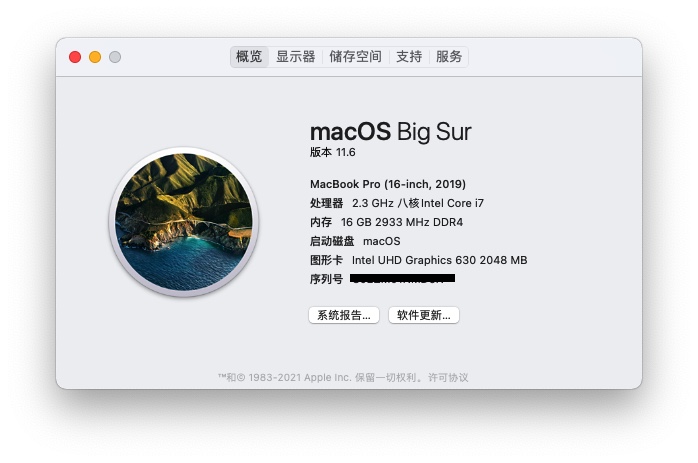 概览 显示器 储存空间 支持 服务
macOS Big Sur
版本 11.6
MacBook Pro (16-inch, 2019)
处理器 2.3 GHz 八核Intel Core i7
内存 16 GB 2933 MHz DDR4
启动磁盘 macOS
图形卡 Intel UHD Graphics 630 2048 MB
序列号
系统报告... 软件更新...
™和© 1983-2021 Apple Inc. 保留一切权利。许可协议